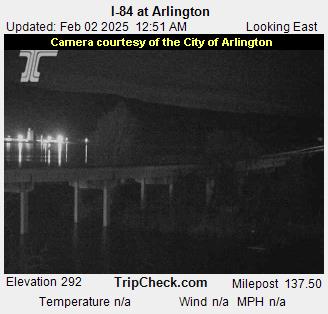 I-84 at Arlington
Updated: Feb 02 2025 12:51 AM Looking East
Camera courtesy of the City of Arlington
Elevation 292 TripCheck.com Milepost 137.50
Temperature n/a Wind n/a MPH n/a